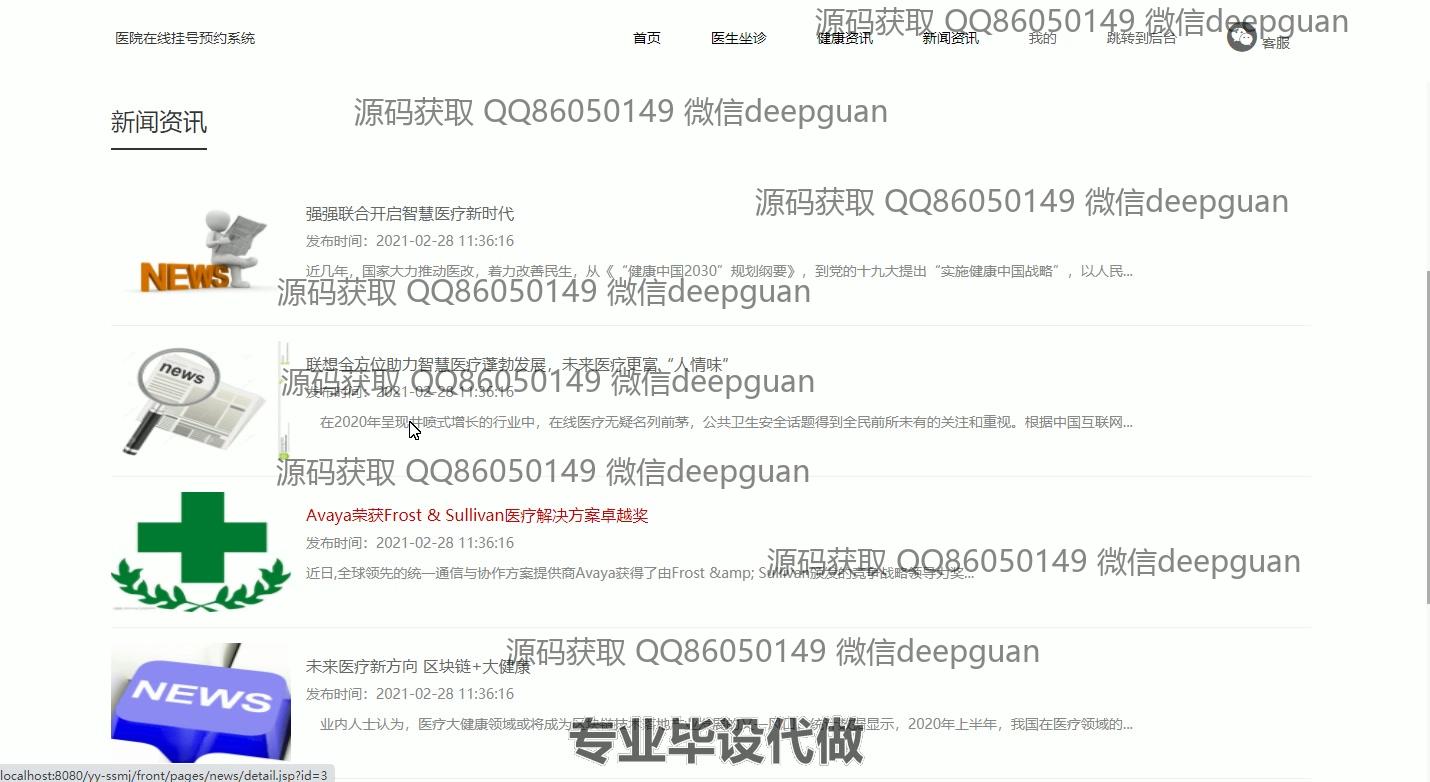 源码获取 QQ86050149 微信deepguan
医院在线挂号预约系统
首页
医生坐诊
健康资讯
新闻资讯
我的
跳转到后台
客服
源码获取 QQ86050149 微信deepguan
新闻资讯
源码获取 QQ86050149 微信deepguan
NEWS
强强联合开启智慧医疗新时代
发布时间：2021-02-28 11:36:16
近几年，国家大力推动医改，着力改善民生，从《“健康中国2030”规划纲要》，到党的十九大提出“实施健康中国战略”，以人民...
源码获取 QQ86050149 微信deepguan
news
联想全方位助力智慧医疗蓬勃发展，未来医疗更富“人情味”
源码获取 QQ86050149 微信deepguan
发布时间：2021-02-28 11:36:16
在2020年呈现井喷式增长的行业中，在线医疗无疑名列前茅，公共卫生安全话题得到全民前所未有的关注和重视。根据中国互联网...
源码获取 QQ86050149 微信deepguan
Avaya荣获Frost & Sullivan医疗解决方案卓越奖
发布时间：2021-02-28 11:36:16
源码获取 QQ86050149 微信deepguan
近日,全球领先的统一通信与协作方案提供商Avaya获得了由Frost &amp; Sullivan颁发的竞争战略领导力奖...
源码获取 QQ86050149 微信deepguan
NEWS
未来医疗新方向 区块链+大健康
发布时间：2021-02-28 11:36:16
业内人士认为，医疗大健康领域或将成为区块链技术落地 显示，2020年上半年，我国在医疗领域的...
专业毕设代做
localhost:8080/yy-ssmj/front/pages/news/detail.jsp?id=3